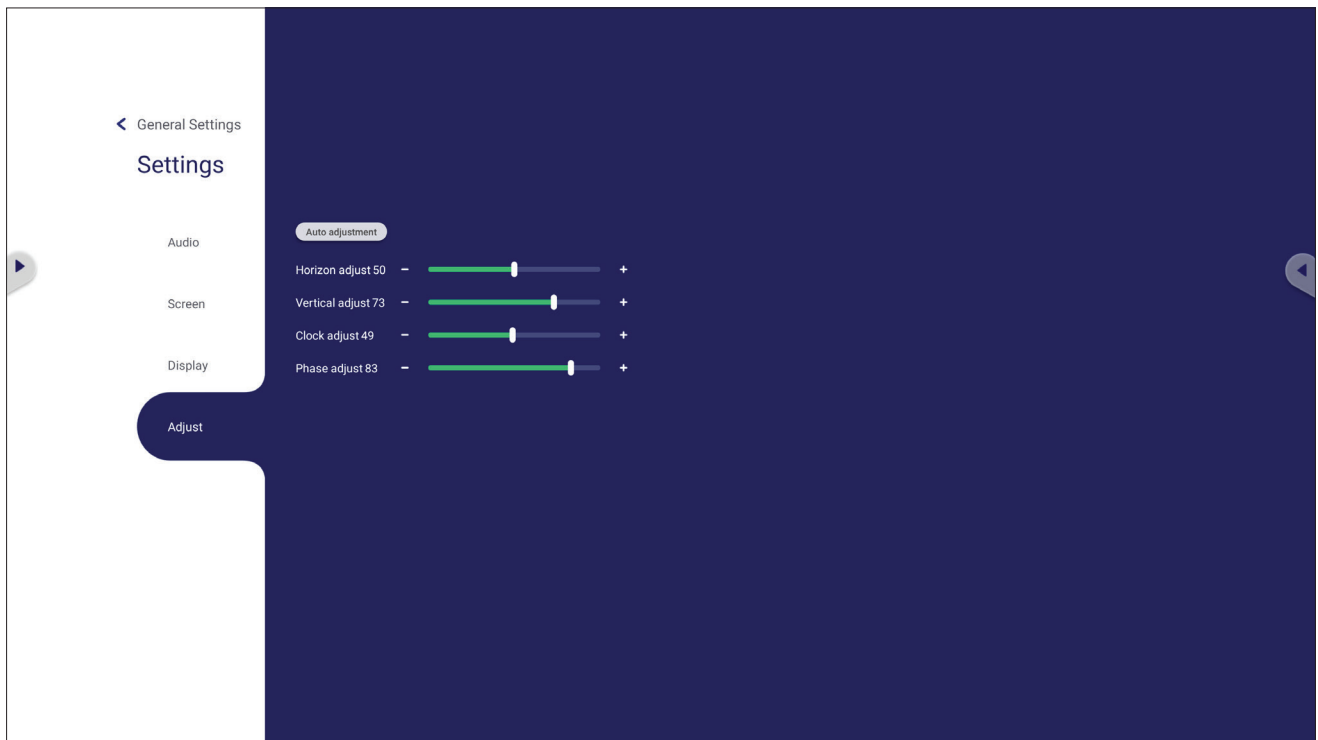 General Settings
Settings
Audio
Screen
Display
Adjust
Auto adjustment
Horizon adjust 50 - +
Vertical adjust 73 - +
Clock adjust 49 - +
Phase adjust 83 - +